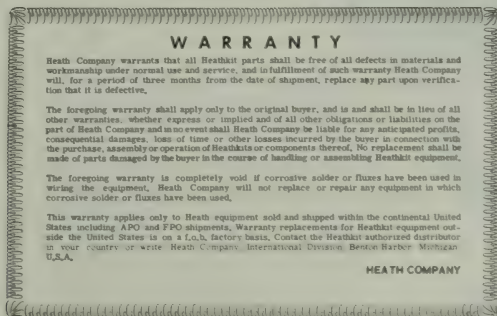 WARRANTY
Heath Company warrants that all Heathkit parts shall be free of all defects in materials and
workmanship under normal use and service, and in fulfillment of such warranty Heath Company
will, for a period of three months from the date of shipment, replace any part upon verifica-
tion that it is defective.
The foregoing warranty shall apply only to the original buyer, and is and shall be in lieu of all
other warranties, whether express or implied and of all other obligations or liabilities on the
part of Heath Company and in no event shall Heath Company be liable for any anticipated profits,
consequential damages, loss of time or other losses incurred by the buyer in connection with
the purchase, assembly or operation of Heathkits or components thereof. No replacement shall be
made of parts damaged by the buyer in the course of handling or assembling Heathkit equipment.
The foregoing warranty is completely void if corrosive solder or fluxes have been used in
wiring the equipment. Heath Company will not replace or repair any equipment in which
corrosive solder or fluxes have been used.
This warranty applies only to Heath equipment sold and shipped within the continental United
States including APO and FPO shipments. Warranty replacements for Heathkit equipment out-
side the United States is on a f.o.b. factory basis. Contact the Heathkit authorized distributor
in your country or write Heath Company, International Division, Benton Harbor, Michigan,
U.S.A.
HEATH COMPANY